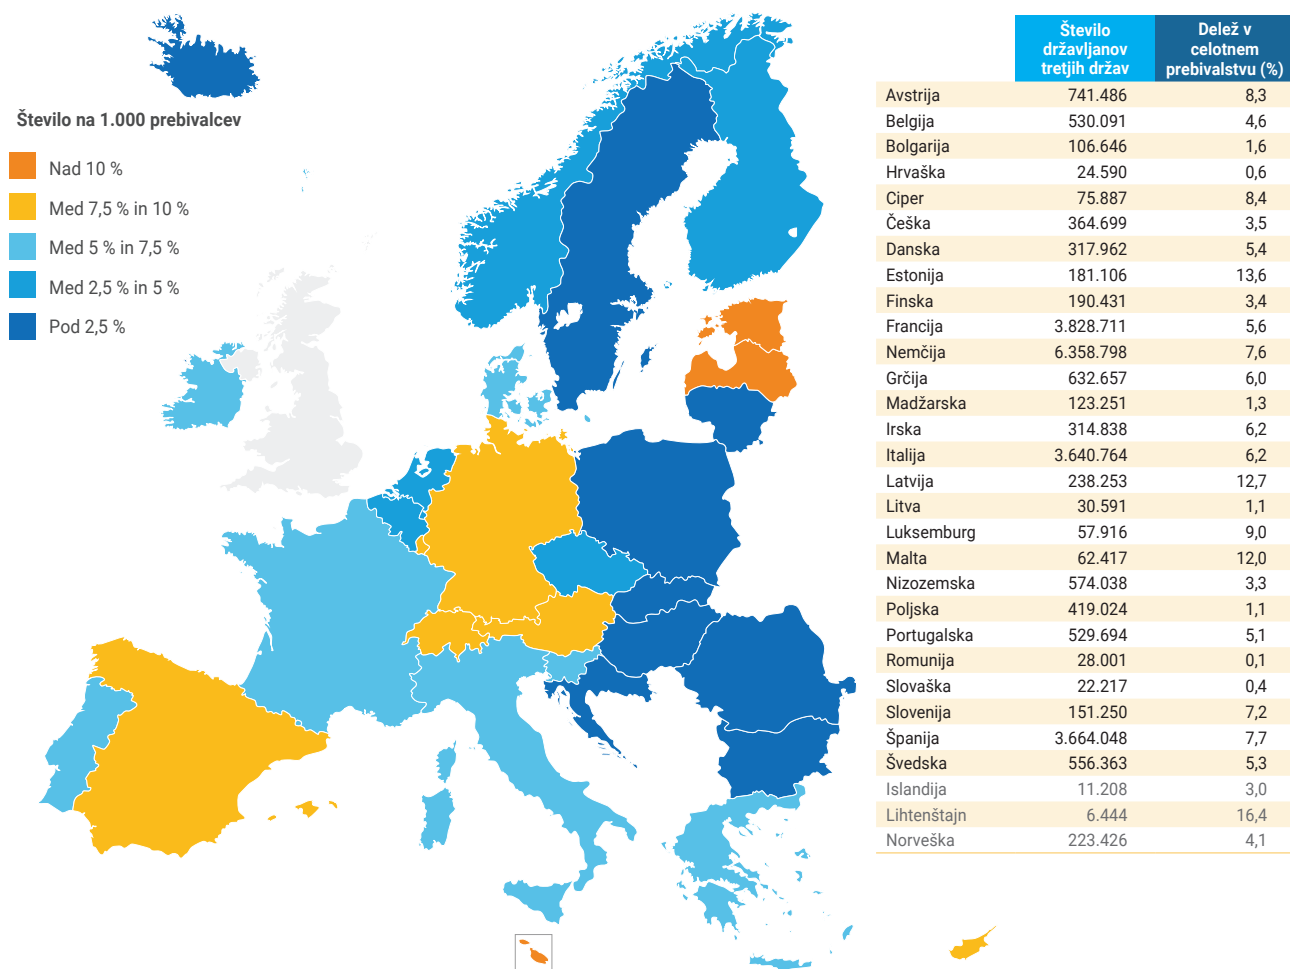 Število na 1.000 prebivalcev
Nad 10 %
Med 7,5 % in 10 %
Med 5 % in 7,5 %
Med 2,5 % in 5 %
Pod 2,5 %
Število državljanov tretjih držav Delež v celotnem prebivalstvu (%)
Avstrija 741.486 8,3
Belgija 530.091 4,6
Bolgarija 106.646 1,6
Hrvaška 24.590 0,6
Ciper 75.887 8,4
Češka 364.699 3,5
Danska 317.962 5,4
Estonija 181.106 13,6
Finska 190.431 3,4
Francija 3.828.711 5,6
Nemčija 6.358.798 7,6
Grčija 632.657 6,0
Madžarska 123.251 1,3
Irska 314.838 6,2
Italija 3.640.764 6,2
Latvija 238.253 12,7
Litva 30.591 1,1
Luksemburg 57.916 9,0
Malta 62.417 12,0
Nizozemska 574.038 3,3
Poljska 419.024 1,1
Portugalska 529.694 5,1
Romunija 28.001 0,1
Slovaška 22.217 0,4
Slovenija 151.250 7,2
Španija 3.664.048 7,7
Švedska 556.363 5,3
Islandija 11.208 3,0
Lihtenštajn 6.444 16,4
Norveška 223.426 4,1